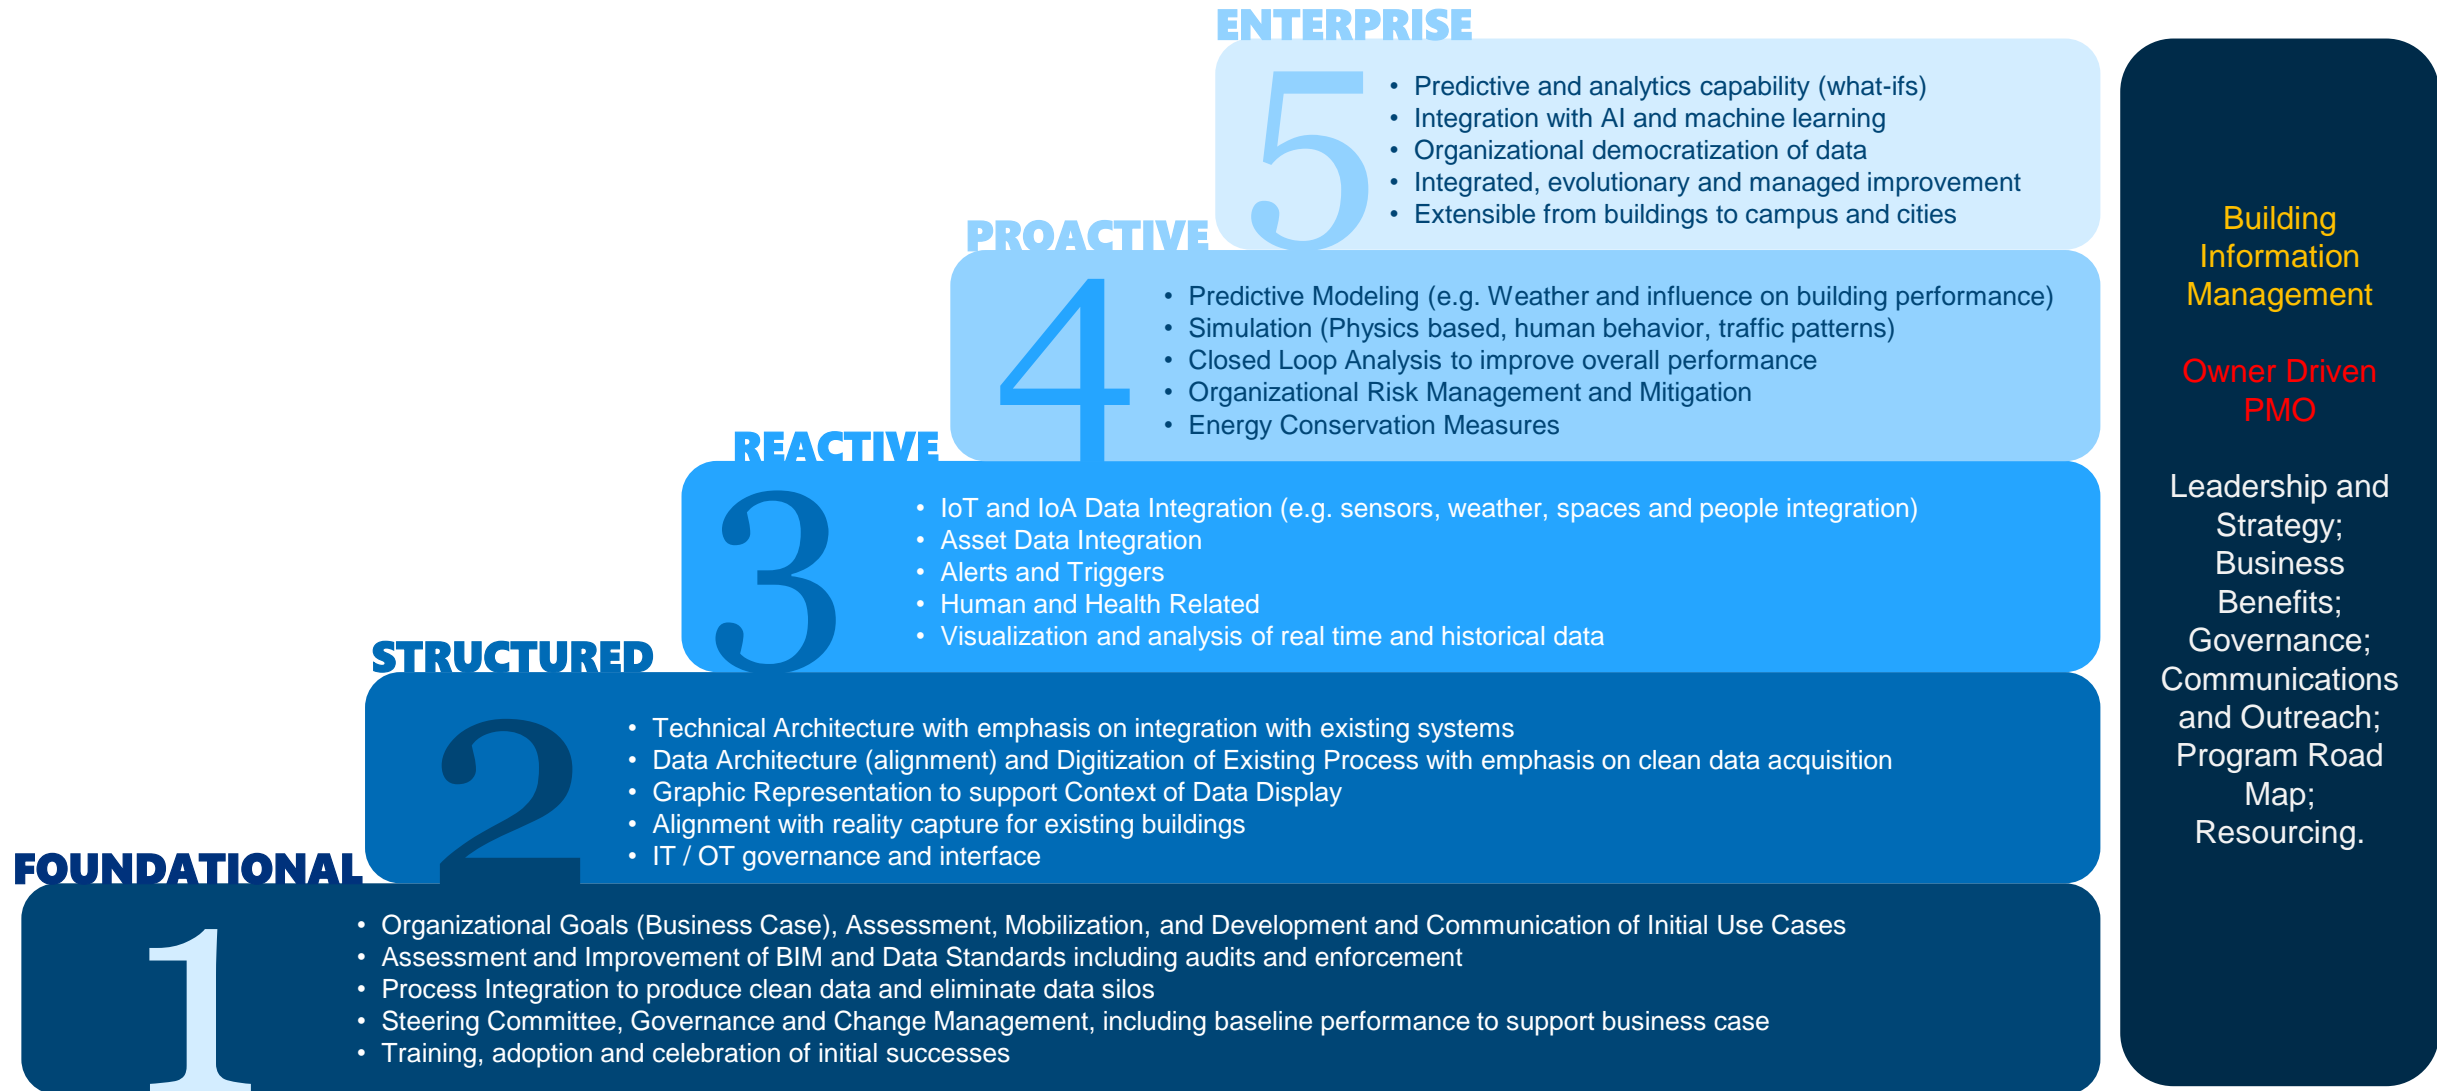 ENTERPRISE
5
• Predictive and analytics capability (what-ifs)
• Integration with AI and machine learning
• Organizational democratization of data
• Integrated, evolutionary and managed improvement
• Extensible from buildings to campus and cities
PROACTIVE
4
• Predictive Modeling (e.g. Weather and influence on building performance)
• Simulation (Physics based, human behavior, traffic patterns)
• Closed Loop Analysis to improve overall performance
• Organizational Risk Management and Mitigation
• Energy Conservation Measures
REACTIVE
3
• IoT and IoA Data Integration (e.g. sensors, weather, spaces and people integration)
• Asset Data Integration
• Alerts and Triggers
• Human and Health Related
• Visualization and analysis of real time and historical data
STRUCTURED
2
• Technical Architecture with emphasis on integration with existing systems
• Data Architecture (alignment) and Digitization of Existing Process with emphasis on clean data acquisition
• Graphic Representation to support Context of Data Display
• Alignment with reality capture for existing buildings
• IT / OT governance and interface
FOUNDATIONAL
1
• Organizational Goals (Business Case), Assessment, Mobilization, and Development and Communication of Initial Use Cases
• Assessment and Improvement of BIM and Data Standards including audits and enforcement
• Process Integration to produce clean data and eliminate data silos
• Steering Committee, Governance and Change Management, including baseline performance to support business case
• Training, adoption and celebration of initial successes
Building
Information
Management
Owner Driven
PMO
Leadership and
Strategy;
Business
Benefits;
Governance;
Communications
and Outreach;
Program Road
Map;
Resourcing.